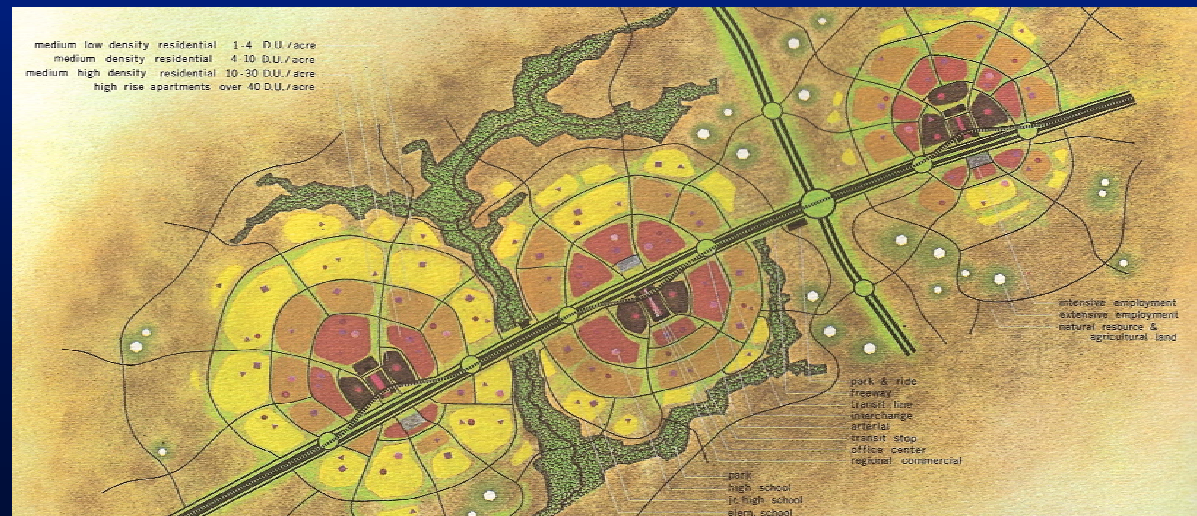 medium low density residential 1-4 D.U./acre
medium density residential 4-10 D.U./acre
medium high density residential 10-30 D.U./acre
high rise apartments over 40 D.U./acre
intensive employment
extensive employment
natural resource &
agricultural land
park & ride
freeway
transit line
interchange
arterial
transit stop
office center
regional commercial
park
high school
jr. high school
elem. school